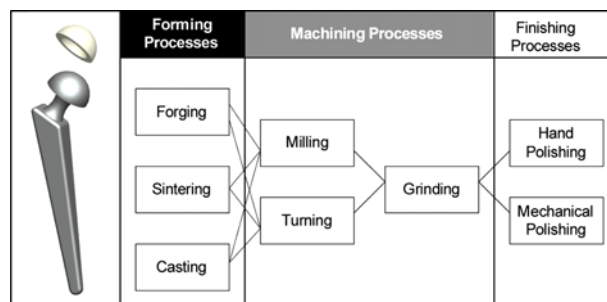 Forming
Processes
Machining Processes
Finishing
Processes
Forging
Sintering
Casting
Milling
Turning
Grinding
Hand
Polishing
Mechanical
Polishing